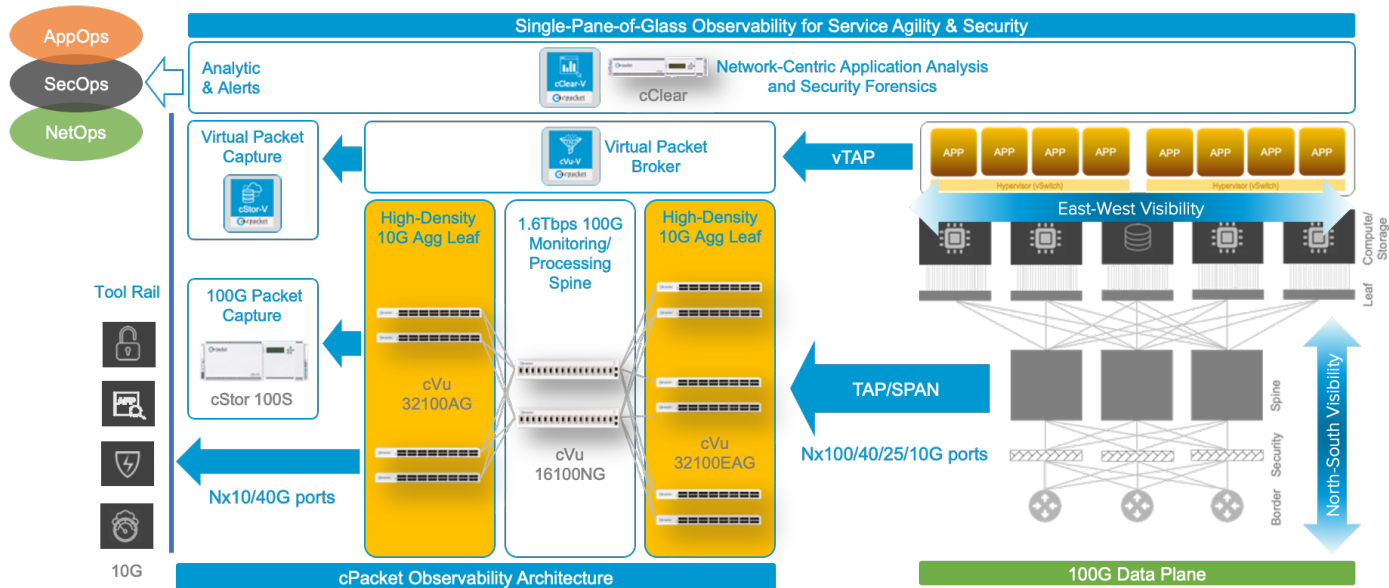 Single-Pane-of-Glass Observability for Service Agility & Security
AppOps
SecOps
NetOps
Analytic
& Alerts
cClear-V
cpacket
cClear
Network-Centric Application Analysis
and Security Forensics
Virtual Packet
Capture
cStor-V
cpacket
cVu-V
cpacket
Virtual Packet
Broker
vTAP
APP
APP
APP
APP
APP
APP
APP
APP
Hypervisor (vSwitch)
Hypervisor (vSwitch)
East-West Visibility
Compute/
Storage
Leaf
Spine
Security
Border
North-South Visibility
High-Density
10G Agg Leaf
1.6Tbps 100G
Monitoring/
Processing
Spine
High-Density
10G Agg Leaf
Tool Rail
100G Packet
Capture
cStor 100S
cVu
32100AG
cVu
16100NG
cVu
32100EAG
TAP/SPAN
Nx100/40/25/10G ports
Nx10/40G ports
APP
10G
cPacket Observability Architecture
100G Data Plane